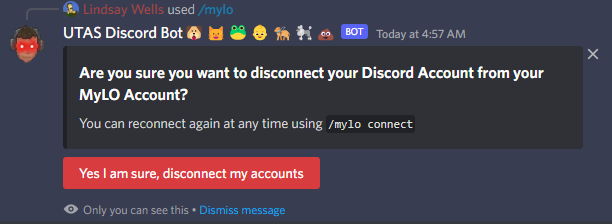 Lindsay Wells used /mylo
UTAS Discord Bot BOT Today at 4:57 AM
Are you sure you want to disconnect your Discord Account from your
MyLO Account?
You can reconnect again at any time using /mylo connect
Yes I am sure, disconnect my accounts
Only you can see this • Dismiss message